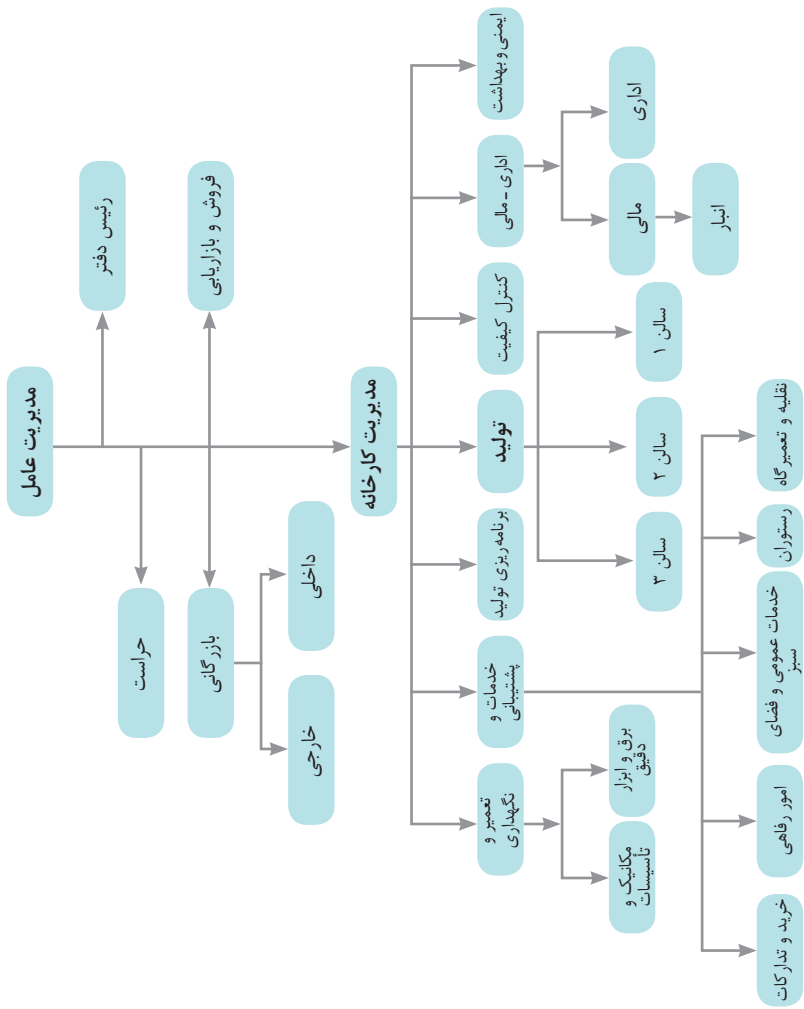 مدیریت عامل
رئیس دفتر
حراست
فروش و بازاریابی
بازرگانی
داخلی
خارجی
مدیریت کارخانه
ایمنی و بهداشت
اداری - مالی
کنترل کیفیت
تولید
برنامه‌ریزی تولید
خدمات و
پشتیبانی
تعمیر و
نگهداری
اداری
مالی
انبار
سالن ۱
سالن ۲
سالن ۳
برق و ابزار
دقیق
مکانیک و
تأسیسات
نقلیه و تعمیرگاه
رستوران
خدمات عمومی و فضای
سبز
امور رفاهی
خرید و تدارکات